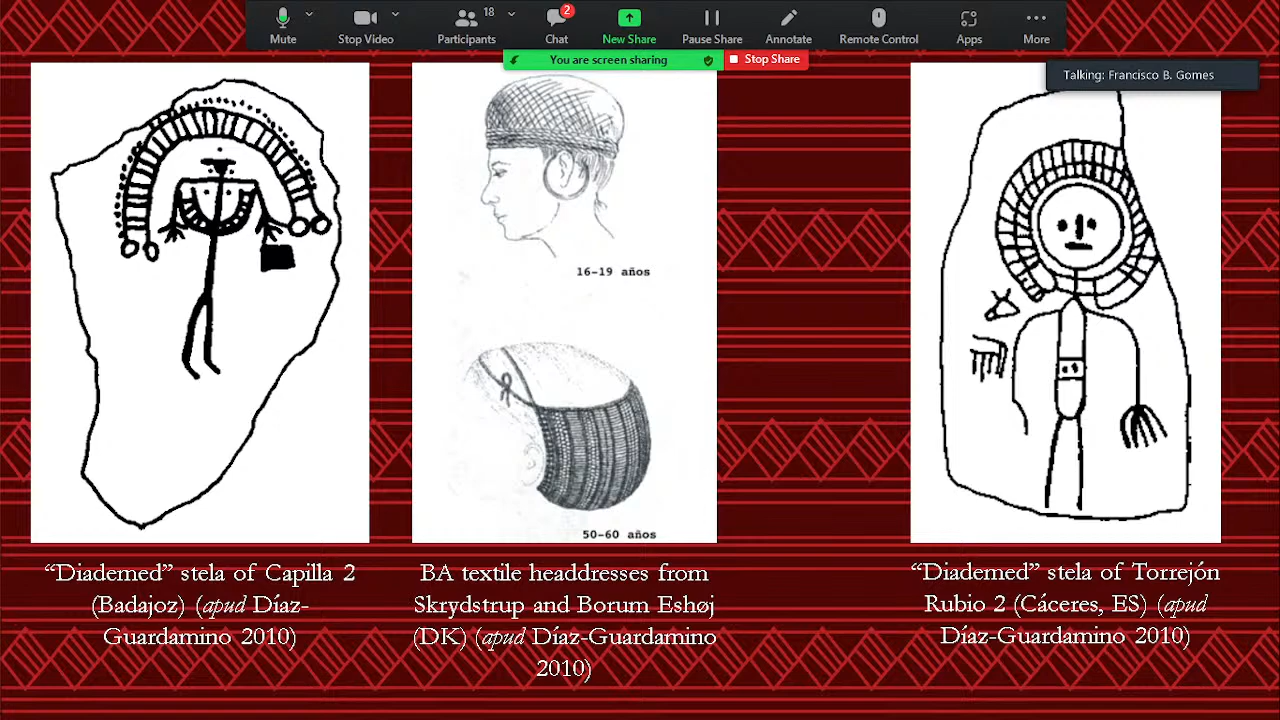 18
2
Mute
Stop Video
Participants
Chat
New Share
Pause Share
Annotate
Remote Control
Apps
More
You are screen sharing
Stop Share
Talking: Francisco B. Gomes
16-19 años
50-60 años
“Diademed” stela of Capilla 2
(Badajoz) (apud Díaz-
Guardamino 2010)
BA textile headdresses from
Skrydstrup and Borum Eshøj
(DK) (apud Díaz-Guardamino
2010)
“Diademed” stela of Torrejón
Rubio 2 (Cáceres, ES) (apud
Díaz-Guardamino 2010)